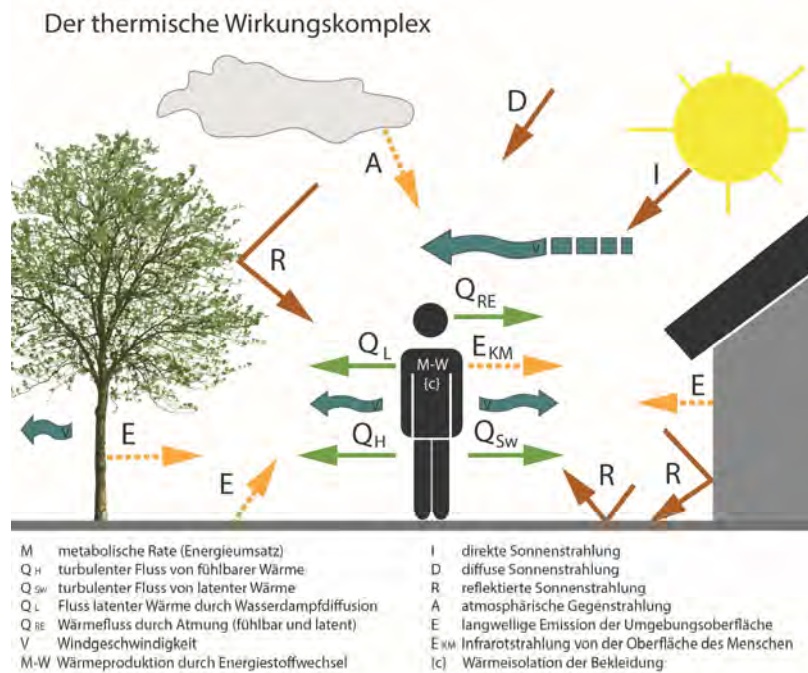 Der thermische Wirkungskomplex
D
A
I
R
V
Q RE
Q L
M-W
{c}
E KM
E
V
V
V
E
Q H
Q Sw
E
R
R
M metabolische Rate (Energieumsatz)
Q H turbulenter Fluss von fühlbarer Wärme
Q SW turbulenter Fluss von latenter Wärme
Q L Fluss latenter Wärme durch Wasserdampfdiffusion
Q RE Wärmefluss durch Atmung (fühlbar und latent)
V Windgeschwindigkeit
M-W Wärmeproduktion durch Energiestoffwechsel
I direkte Sonnenstrahlung
D diffuse Sonnenstrahlung
R reflektierte Sonnenstrahlung
A atmosphärische Gegenstrahlung
E langwellige Emission der Umgebungsoberfläche
E KM Infrarotstrahlung von der Oberfläche des Menschen
{c} Wärmeisolation der Bekleidung